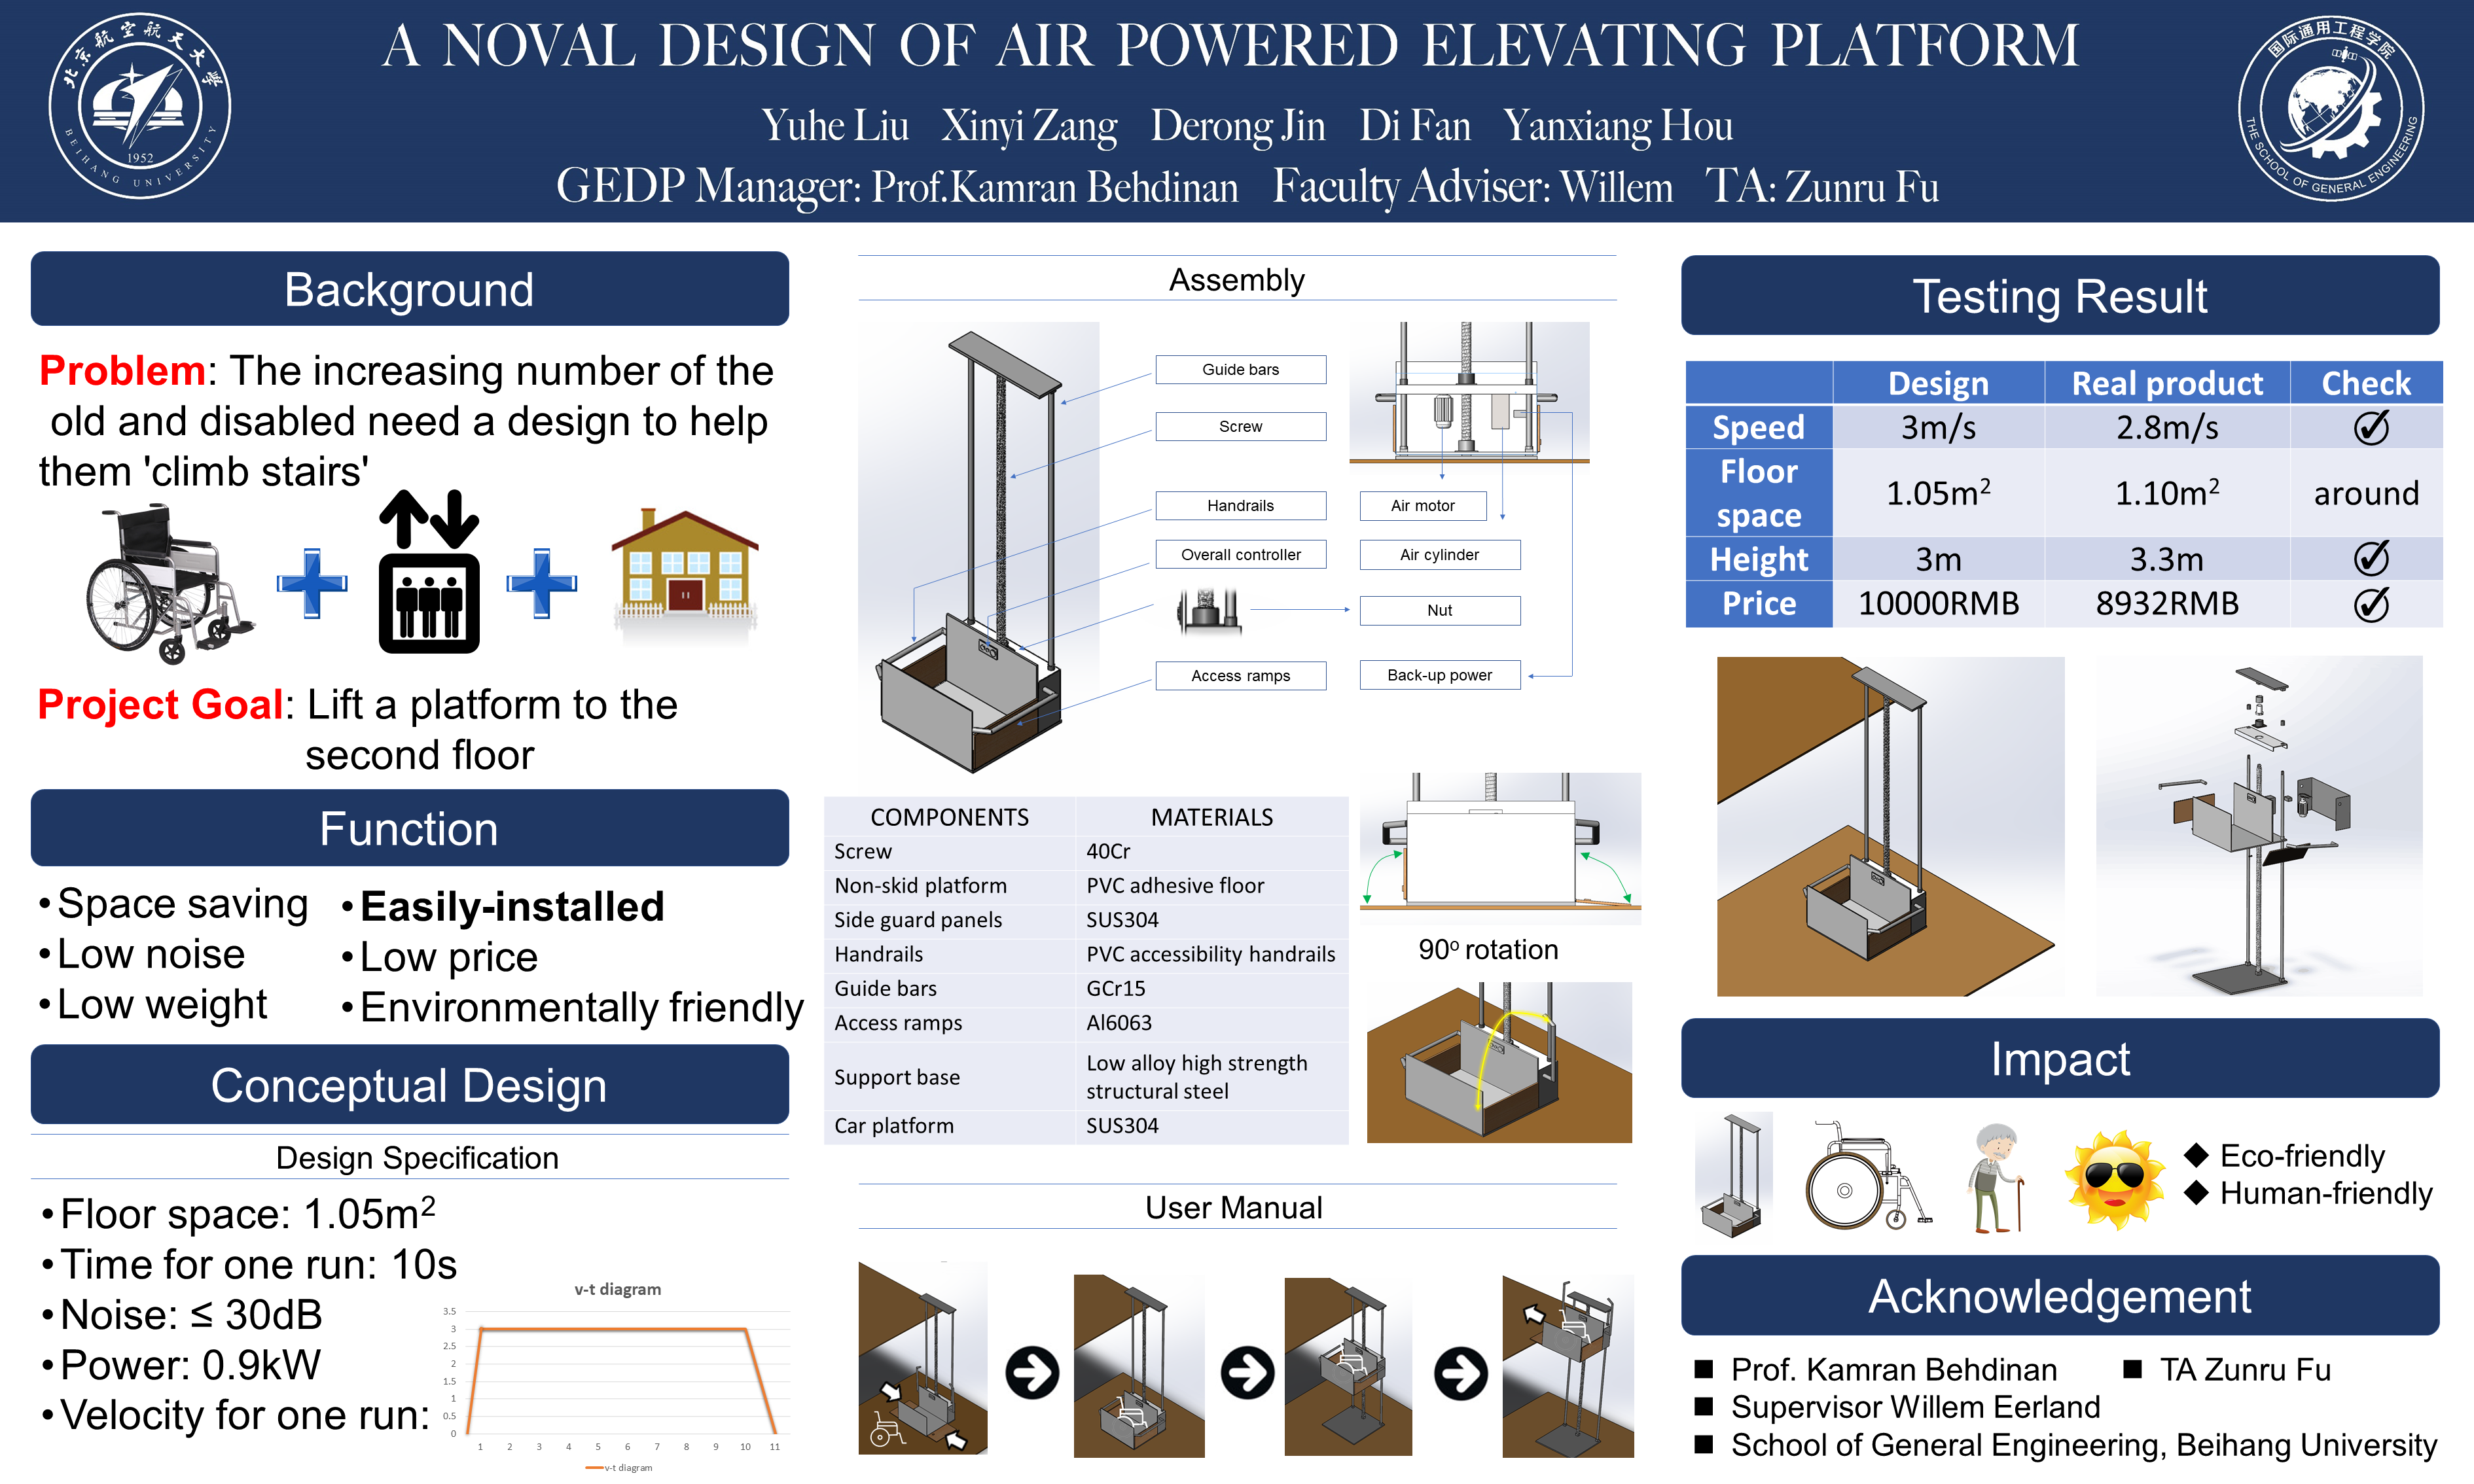 北京航空航天大学
1952
BEIHANG UNIVERSITY
A NOVAL DESIGN OF AIR POWERED ELEVATING PLATFORM
Yuhe Liu Xinyi Zang Derong Jin Di Fan Yanxiang Hou
GEDP Manager: Prof.Kamran Behdinan Faculty Adviser: Willem TA: Zunru Fu
国际通用工程学院
THE SCHOOL OF GENERAL ENGINEERING
Background
Problem: The increasing number of the
old and disabled need a design to help
them 'climb stairs'
Project Goal: Lift a platform to the
second floor
Function
•Space saving
•Low noise
•Low weight
•Easily-installed
•Low price
•Environmentally friendly
Conceptual Design
Design Specification
•Floor space: 1.05m²
•Time for one run: 10s
•Noise: ≤ 30dB
•Power: 0.9kW
•Velocity for one run:
v-t diagram
3.5
3
2.5
2
1.5
1
0.5
0
1 2 3 4 5 6 7 8 9 10 11
v-t diagram
Assembly
Guide bars
Screw
Handrails
Overall controller
Access ramps
Air motor
Air cylinder
Nut
Back-up power
COMPONENTS MATERIALS
Screw 40Cr
Non-skid platform PVC adhesive floor
Side guard panels SUS304
Handrails PVC accessibility handrails
Guide bars GCr15
Access ramps Al6063
Support base Low alloy high strength
structural steel
Car platform SUS304
90º rotation
User Manual
Testing Result
Design Real product Check
Speed 3m/s 2.8m/s ✓
Floor space 1.05m² 1.10m² around
Height 3m 3.3m ✓
Price 10000RMB 8932RMB ✓
Impact
◆ Eco-friendly
◆ Human-friendly
Acknowledgement
■ Prof. Kamran Behdinan ■ TA Zunru Fu
■ Supervisor Willem Eerland
■ School of General Engineering, Beihang University